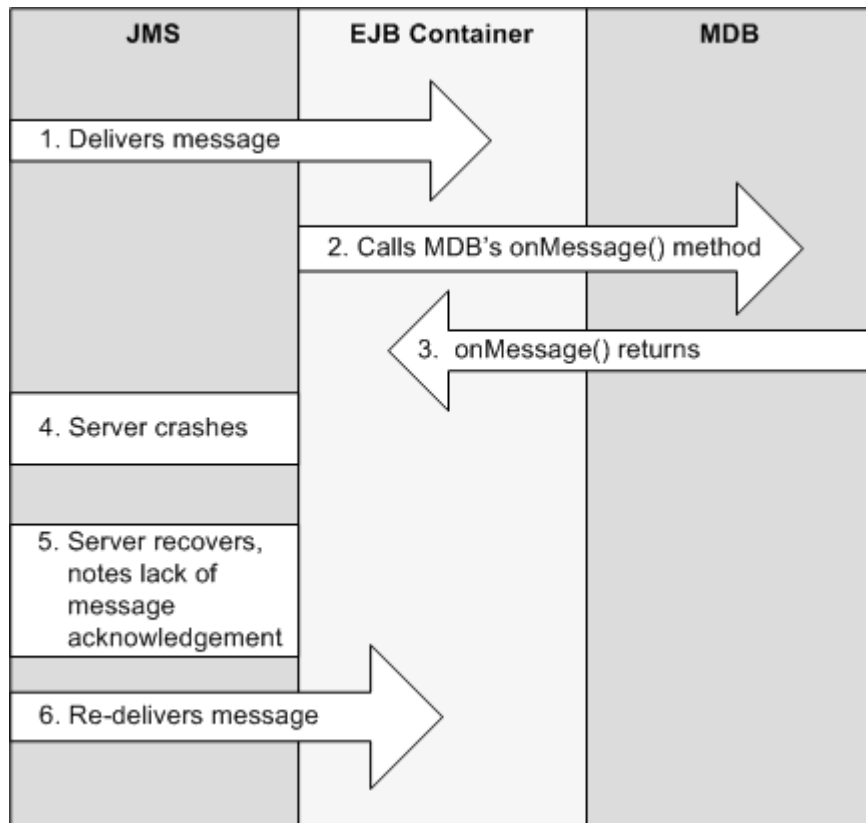 JMS
EJB Container
MDB
1. Delivers message
2. Calls MDB's onMessage() method
3. onMessage() returns
4. Server crashes
5. Server recovers,
notes lack of
message
acknowledgement
6. Re-delivers message